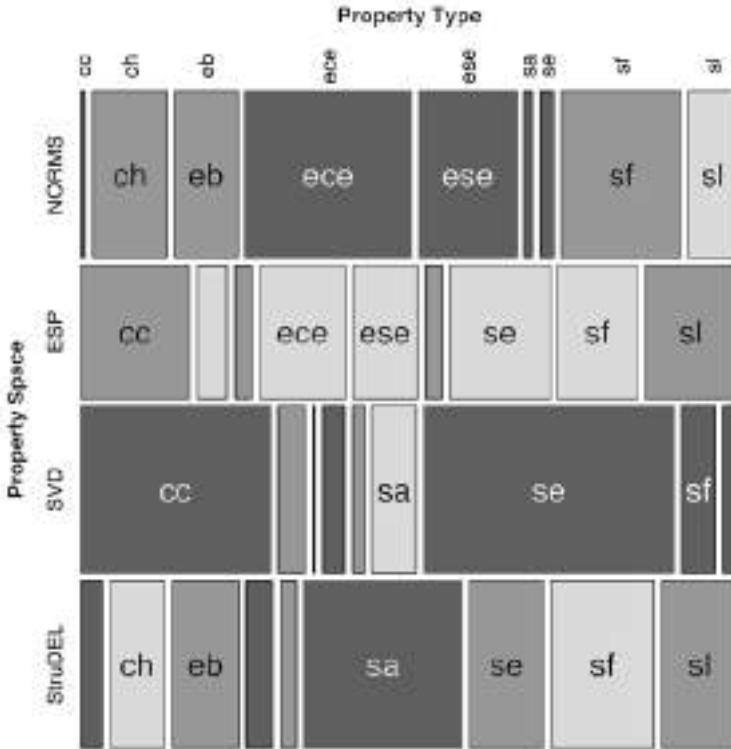 Property Type
cc ch eb ece ese sa se sf sl
NORMS ch eb ece ese sf sl
ESP cc ece ese se sf sl
Property Space
SVD cc sa se sf
StruDEL ch eb sa se sf sl